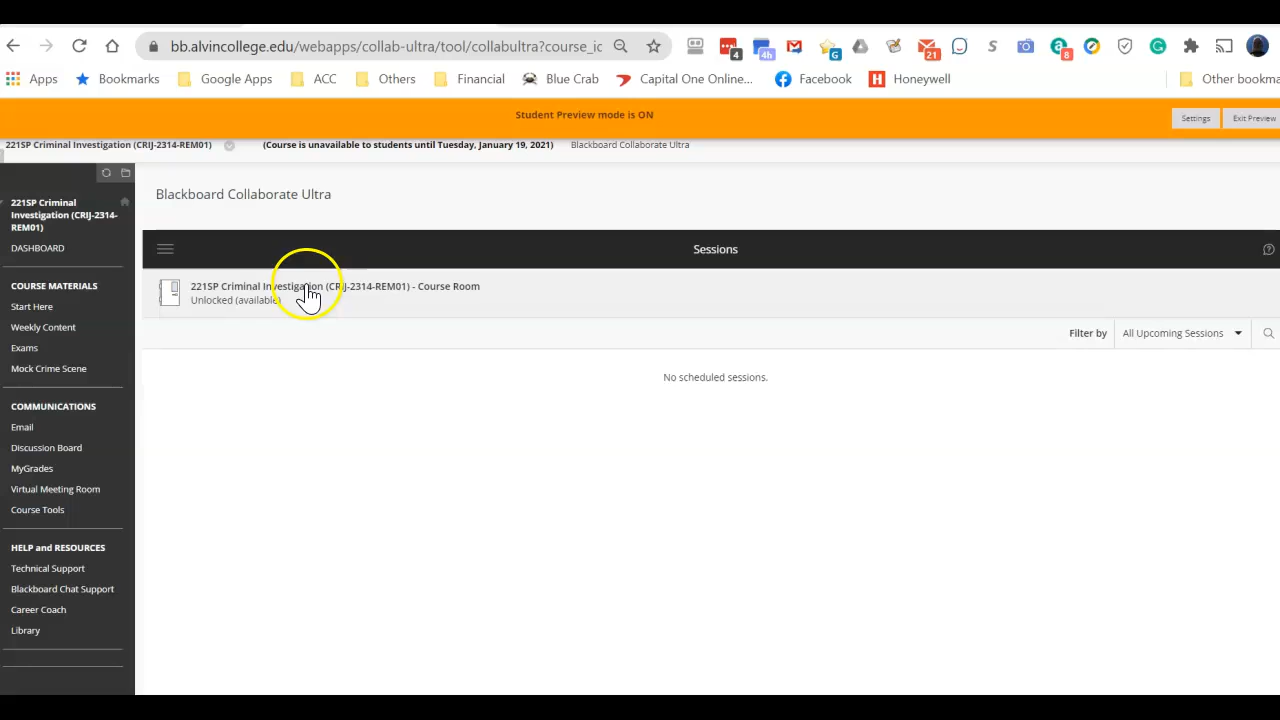 bb.alvincollege.edu/webapps/collab-ultra/tool/collabultra?course_ic
4
4h
G
21
S
8
Apps
Bookmarks
Google Apps
ACC
Others
Financial
Blue Crab
Capital One Online...
Facebook
Honeywell
Other bookma
Student Preview mode is ON
Settings
Exit Preview
221SP Criminal Investigation (CRIJ-2314-REM01)
(Course is unavailable to students until Tuesday, January 19, 2021)
Blackboard Collaborate Ultra
221SP Criminal
Investigation (CRIJ-2314-
REM01)
DASHBOARD
COURSE MATERIALS
Start Here
Weekly Content
Exams
Mock Crime Scene
COMMUNICATIONS
Email
Discussion Board
MyGrades
Virtual Meeting Room
Course Tools
HELP and RESOURCES
Technical Support
Blackboard Chat Support
Career Coach
Library
Blackboard Collaborate Ultra
Sessions
221SP Criminal Investigation (CRIJ-2314-REM01) - Course Room
Unlocked (available)
Filter by
All Upcoming Sessions
No scheduled sessions.